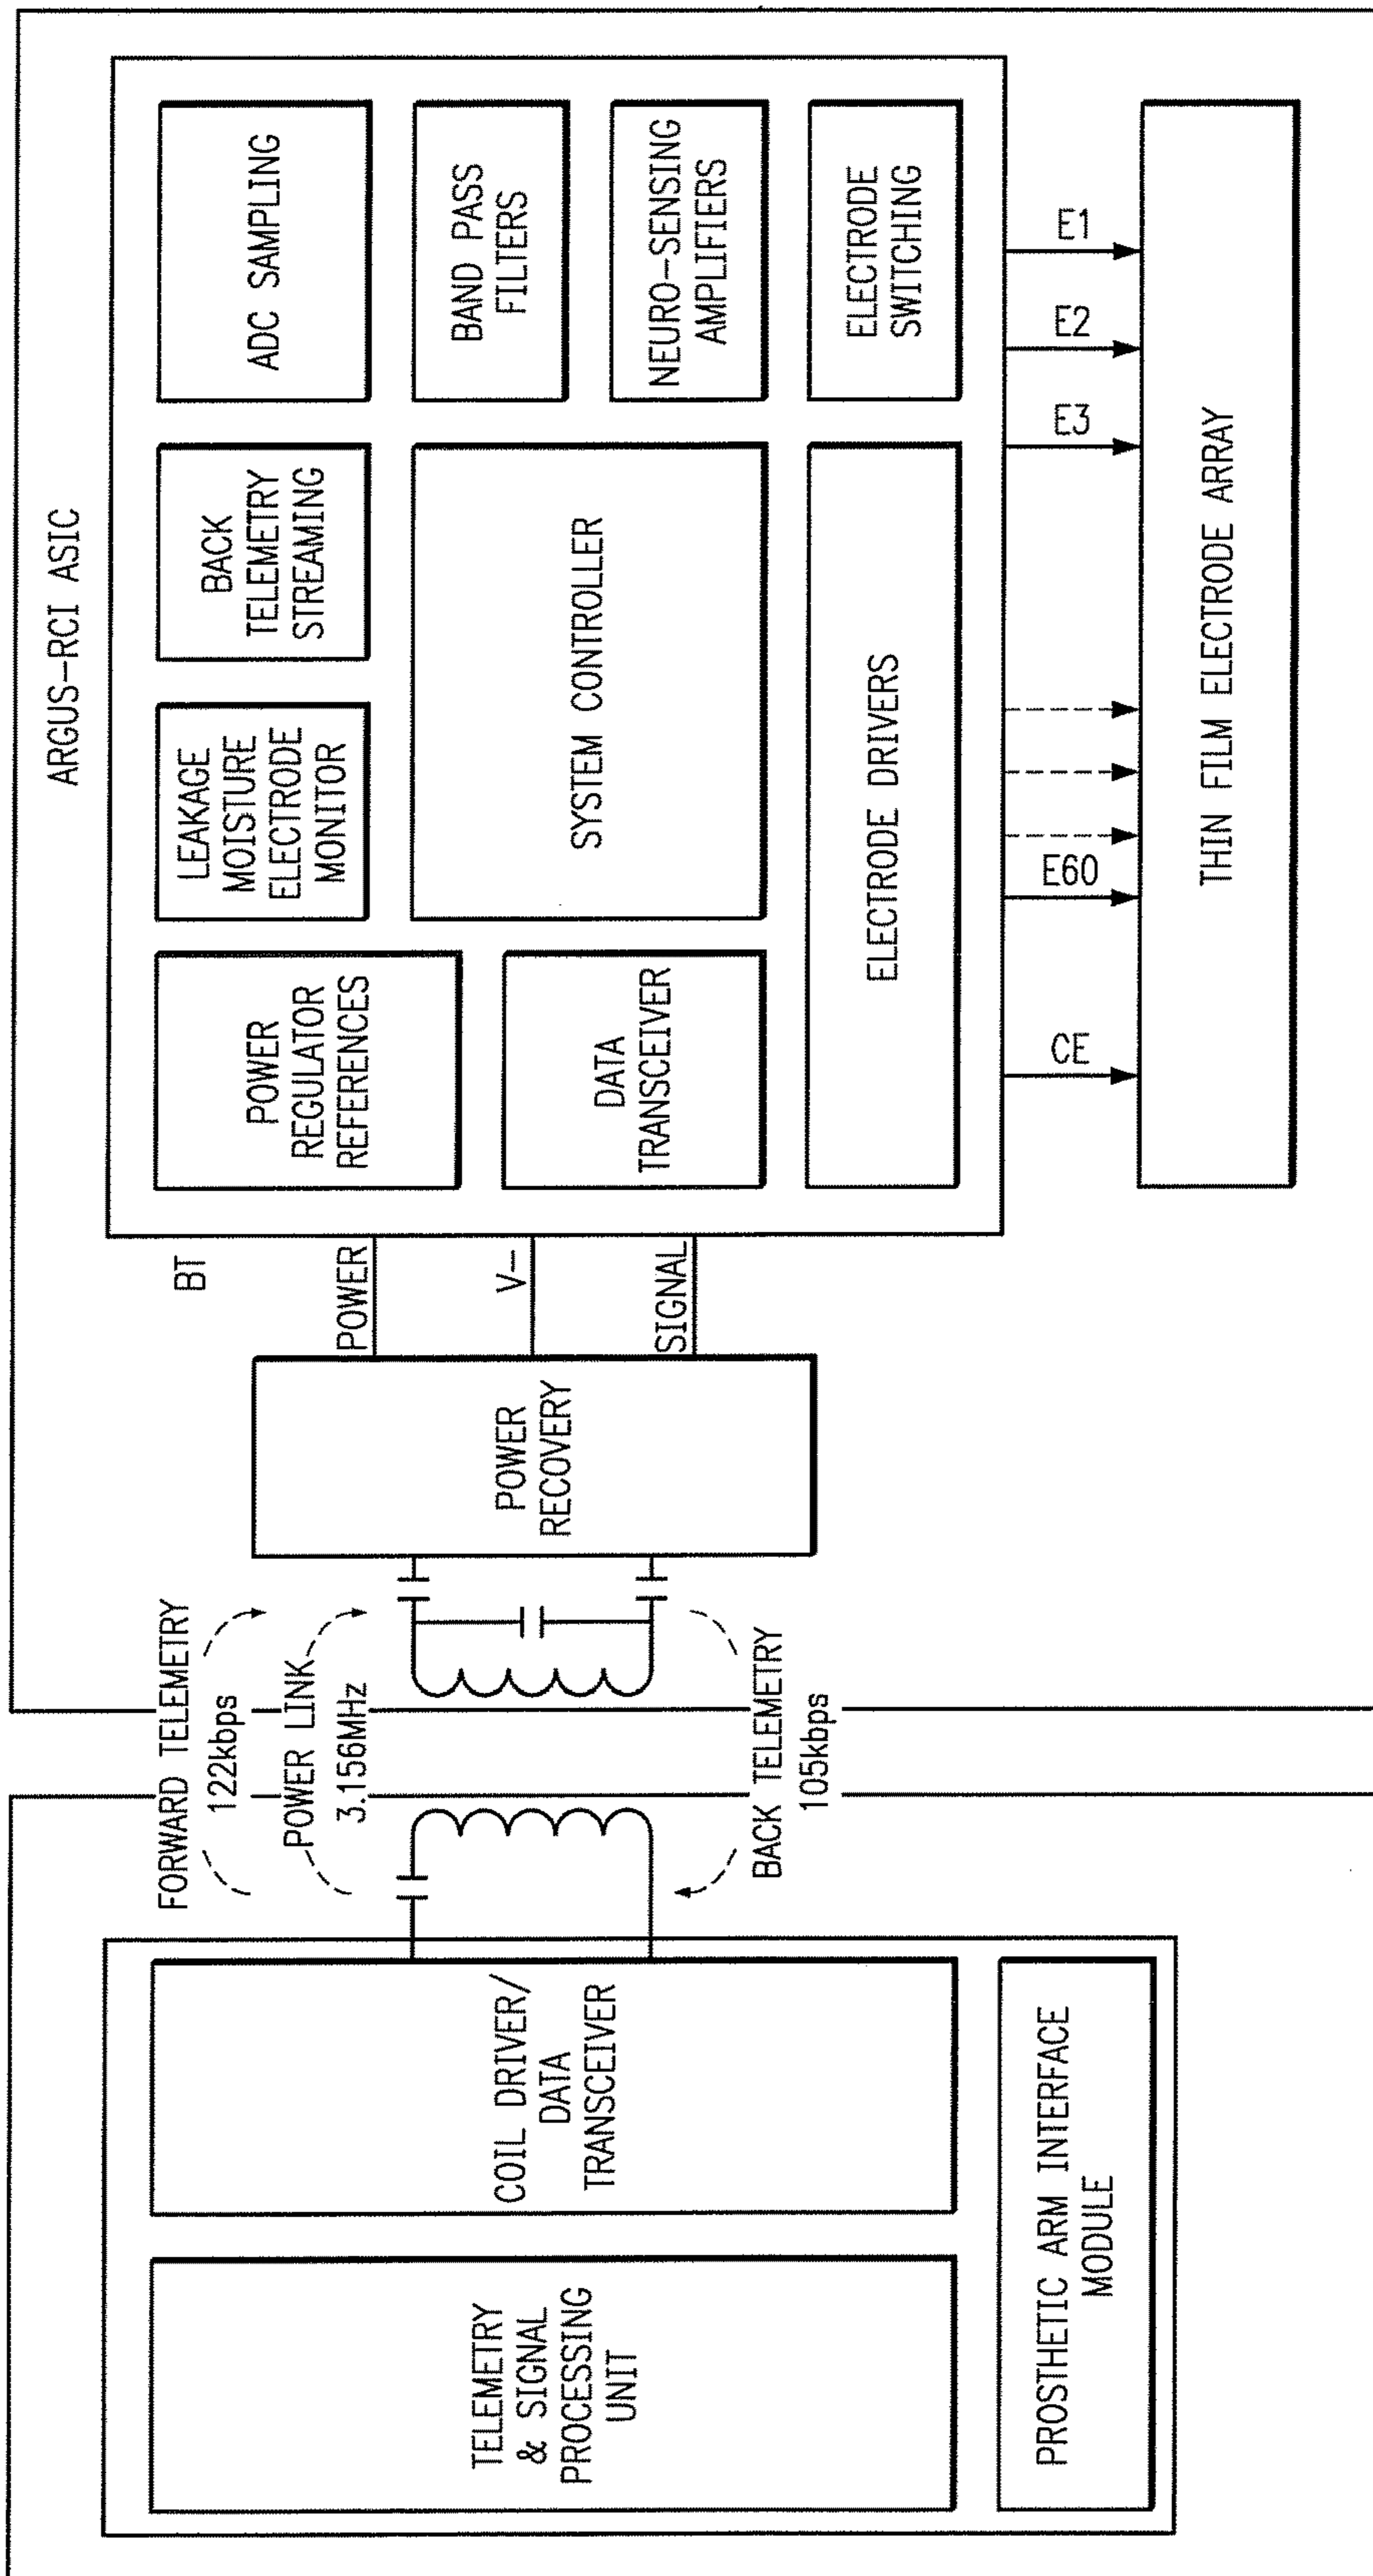 ARGUS-RCI ASIC
FORWARD TELEMETRY
122kbps
POWER LINK
3.156MHz
BACK TELEMETRY
105kbps
TELEMETRY
& SIGNAL
PROCESSING
UNIT
COIL DRIVER/
DATA
TRANSCEIVER
PROSTHETIC ARM INTERFACE
MODULE
POWER
RECOVERY
BT
POWER
V-
SIGNAL
POWER
REGULATOR
REFERENCES
LEAKAGE
MOISTURE
ELECTRODE
MONITOR
BACK
TELEMETRY
STREAMING
ADC SAMPLING
DATA
TRANSCEIVER
SYSTEM CONTROLLER
BAND PASS
FILTERS
NEURO-SENSING
AMPLIFIERS
ELECTRODE DRIVERS
ELECTRODE
SWITCHING
CE
E60
E3
E2
E1
THIN FILM ELECTRODE ARRAY